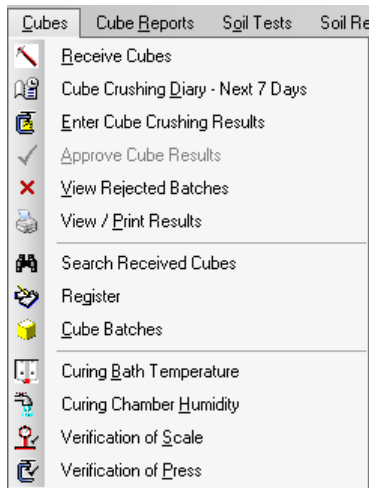 Cubes Cube Reports Soil Tests Soil Re
Receive Cubes
Cube Crushing Diary - Next 7 Days
Enter Cube Crushing Results
Approve Cube Results
View Rejected Batches
View / Print Results
Search Received Cubes
Register
Cube Batches
Curing Bath Temperature
Curing Chamber Humidity
Verification of Scale
Verification of Press